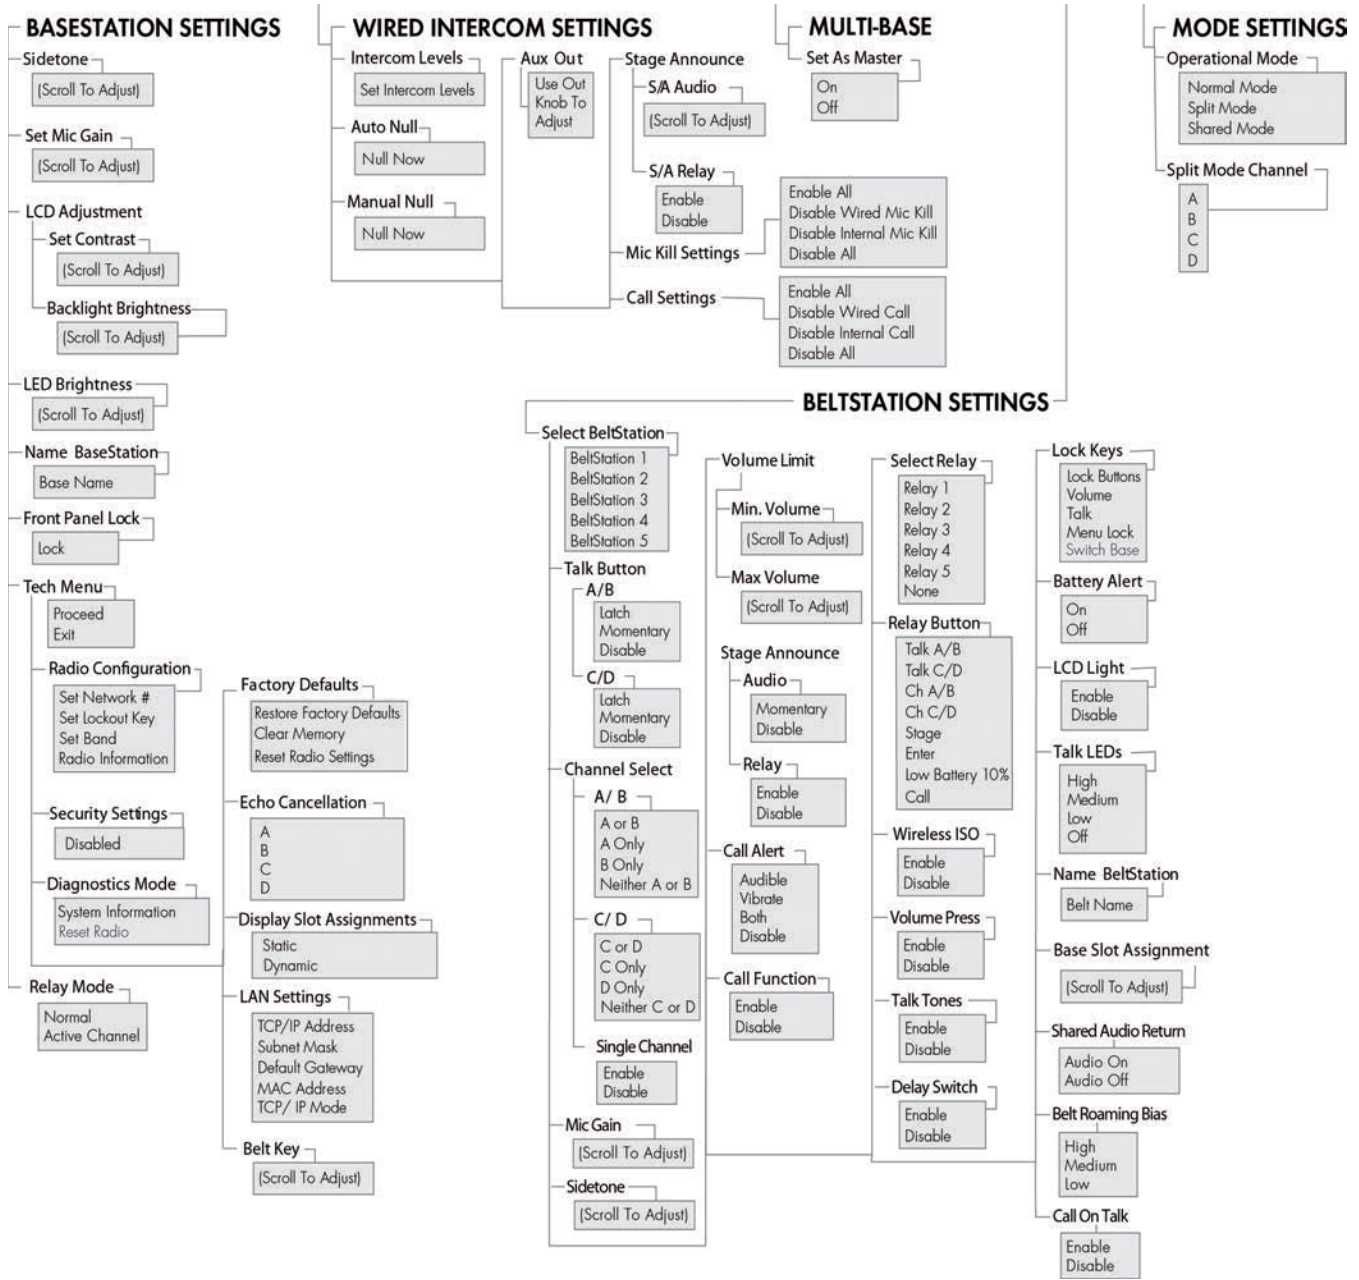 BASESTATION SETTINGS
Sidetone
(Scroll To Adjust)
Set Mic Gain
(Scroll To Adjust)
LCD Adjustment
Set Contrast
(Scroll To Adjust)
Backlight Brightness
(Scroll To Adjust)
LED Brightness
(Scroll To Adjust)
Name BaseStation
Base Name
Front Panel Lock
Lock
Tech Menu
Proceed
Exit
Radio Configuration
Set Network #
Set Lockout Key
Set Band
Radio Information
Security Settings
Disabled
Diagnostics Mode
System Information
Reset Radio
Relay Mode
Normal
Active Channel
Factory Defaults
Restore Factory Defaults
Clear Memory
Reset Radio Settings
Echo Cancellation
A
B
C
D
Display Slot Assignments
Static
Dynamic
LAN Settings
TCP/IP Address
Subnet Mask
Default Gateway
MAC Address
TCP/ IP Mode
Belt Key
(Scroll To Adjust)
WIRED INTERCOM SETTINGS
Intercom Levels
Set Intercom Levels
Auto Null
Null Now
Manual Null
Null Now
Aux Out
Use Out
Knob To
Adjust
Stage Announce
S/A Audio
(Scroll To Adjust)
S/A Relay
Enable
Disable
Mic Kill Settings
Enable All
Disable Wired Mic Kill
Disable Internal Mic Kill
Disable All
Call Settings
Enable All
Disable Wired Call
Disable Internal Call
Disable All
MULTI-BASE
Set As Master
On
Off
MODE SETTINGS
Operational Mode
Normal Mode
Split Mode
Shared Mode
Split Mode Channel
A
B
C
D
BELTSTATION SETTINGS
Select BeltStation
BeltStation 1
BeltStation 2
BeltStation 3
BeltStation 4
BeltStation 5
Talk Button
A/B
Latch
Momentary
Disable
C/D
Latch
Momentary
Disable
Channel Select
A/ B
A or B
A Only
B Only
Neither A or B
C/ D
C or D
C Only
D Only
Neither C or D
Single Channel
Enable
Disable
Mic Gain
(Scroll To Adjust)
Sidetone
(Scroll To Adjust)
Volume Limit
Min. Volume
(Scroll To Adjust)
Max Volume
(Scroll To Adjust)
Stage Announce
Audio
Momentary
Disable
Relay
Enable
Disable
Call Alert
Audible
Vibrate
Both
Disable
Call Function
Enable
Disable
Select Relay
Relay 1
Relay 2
Relay 3
Relay 4
Relay 5
None
Relay Button
Talk A/B
Talk C/D
Ch A/B
Ch C/D
Stage
Enter
Low Battery 10%
Call
Wireless ISO
Enable
Disable
Volume Press
Enable
Disable
Talk Tones
Enable
Disable
Delay Switch
Enable
Disable
Lock Keys
Lock Buttons
Volume
Talk
Menu Lock
Switch Base
Battery Alert
On
Off
LCD Light
Enable
Disable
Talk LEDs
High
Medium
Low
Off
Name BeltStation
Belt Name
Base Slot Assignment
(Scroll To Adjust)
Shared Audio Return
Audio On
Audio Off
Belt Roaming Bias
High
Medium
Low
Call On Talk
Enable
Disable